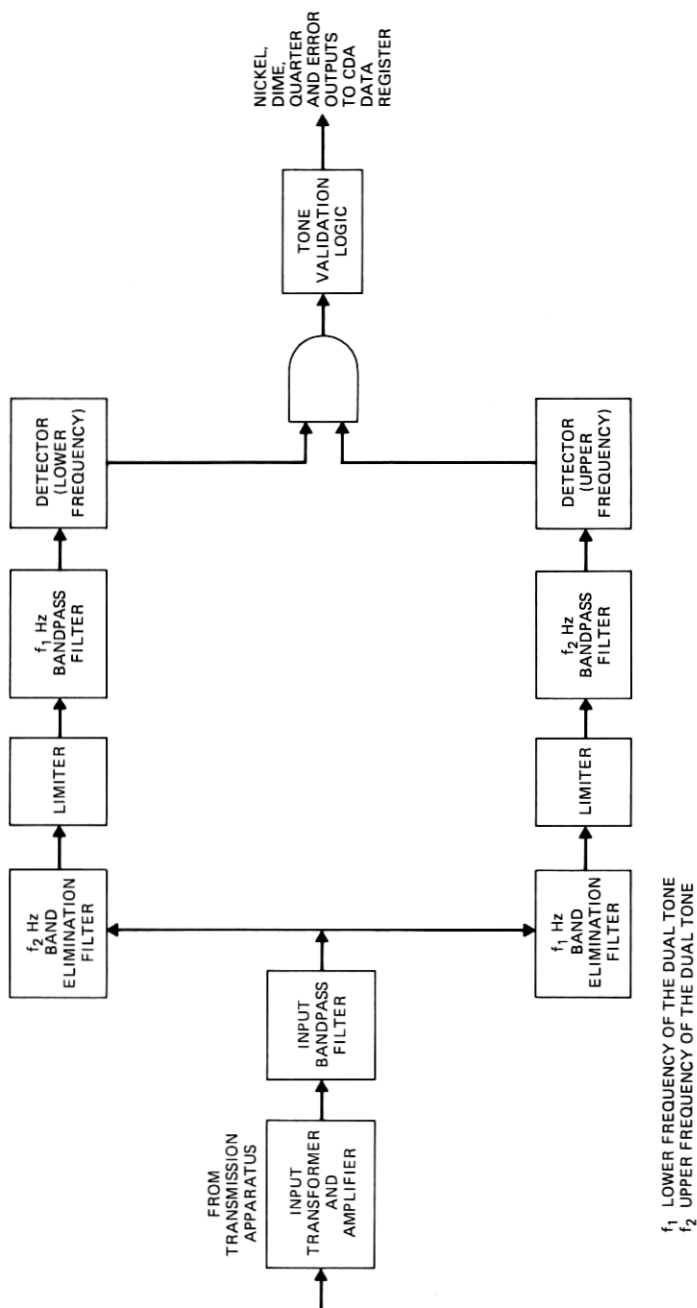 FROM
TRANSMISSION
APPARATUS
INPUT
TRANSFORMER
AND
AMPLIFIER
INPUT
BANDPASS
FILTER
f₂ Hz
BAND
ELIMINATION
FILTER
LIMITER
f₁ Hz
BANDPASS
FILTER
DETECTOR
(LOWER
FREQUENCY)
f₁ Hz
BAND
ELIMINATION
FILTER
LIMITER
f₂ Hz
BANDPASS
FILTER
DETECTOR
(UPPER
FREQUENCY)
TONE
VALIDATION
LOGIC
NICKEL,
DIME,
QUARTER
AND ERROR
OUTPUTS
TO CDA
DATA
REGISTER
f₁ LOWER FREQUENCY OF THE DUAL TONE
f₂ UPPER FREQUENCY OF THE DUAL TONE